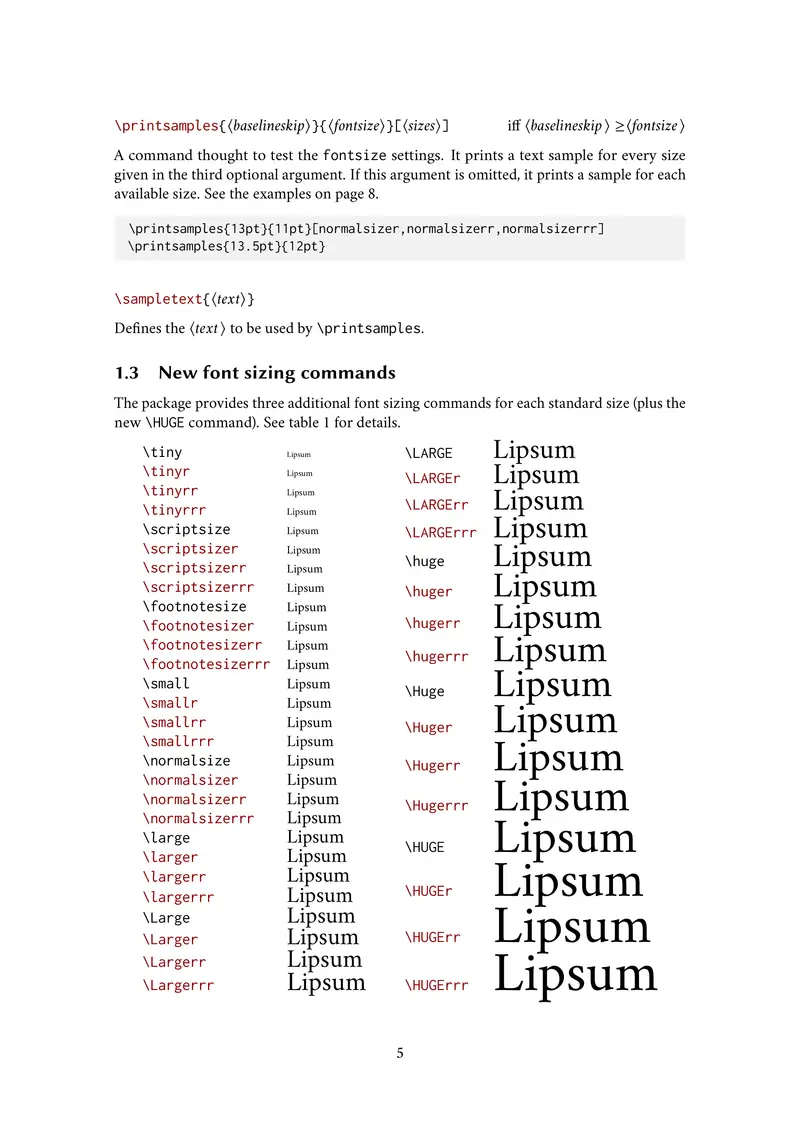 \printsamples{⟨baselineskip⟩}{⟨fontsize⟩}[⟨sizes⟩] iff ⟨baselineskip⟩ ≥⟨fontsize⟩
A command thought to test the fontsize settings. It prints a text sample for every size
given in the third optional argument. If this argument is omitted, it prints a sample for each
available size. See the examples on page 8.
\printsamples{13pt}{11pt}[normalsizer,normalsizerr,normalsizerrr]
\printsamples{13.5pt}{12pt}
\sampletext{⟨text⟩}
Defines the ⟨text⟩ to be used by \printsamples.
1.3 New font sizing commands
The package provides three additional font sizing commands for each standard size (plus the
new \HUGE command). See table 1 for details.
\tiny Lipsum
\tinyr Lipsum
\tinyrr Lipsum
\tinyrrr Lipsum
\scriptsize Lipsum
\scriptsizer Lipsum
\scriptsizerr Lipsum
\scriptsizerrr Lipsum
\footnotesize Lipsum
\footnotesizer Lipsum
\footnotesizerr Lipsum
\footnotesizerrr Lipsum
\small Lipsum
\smallr Lipsum
\smallrr Lipsum
\smallrrr Lipsum
\normalsize Lipsum
\normalsizer Lipsum
\normalsizerr Lipsum
\normalsizerrr Lipsum
\large Lipsum
\larger Lipsum
\largerr Lipsum
\largerrr Lipsum
\Large Lipsum
\Larger Lipsum
\Largerr Lipsum
\Largerrr Lipsum
\LARGE Lipsum
\LARGEr Lipsum
\LARGErr Lipsum
\LARGErrr Lipsum
\huge Lipsum
\huger Lipsum
\hugerr Lipsum
\hugerrr Lipsum
\Huge Lipsum
\Huger Lipsum
\Hugerr Lipsum
\Hugerrr Lipsum
\HUGE Lipsum
\HUGEr Lipsum
\HUGErr Lipsum
\HUGErrr Lipsum
5